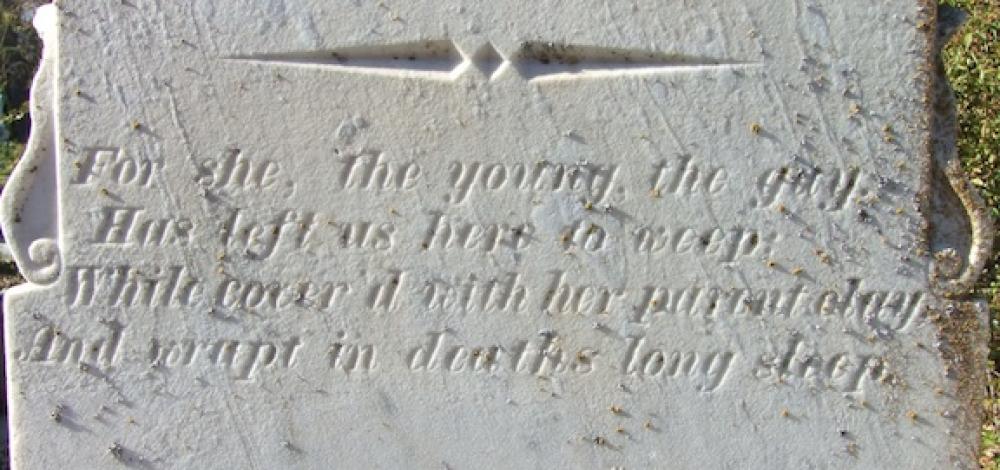 For she, the young, the gay,
Has left us here to weep;
While cover'd with her parent clay,
And wrapt in deaths long sleep.